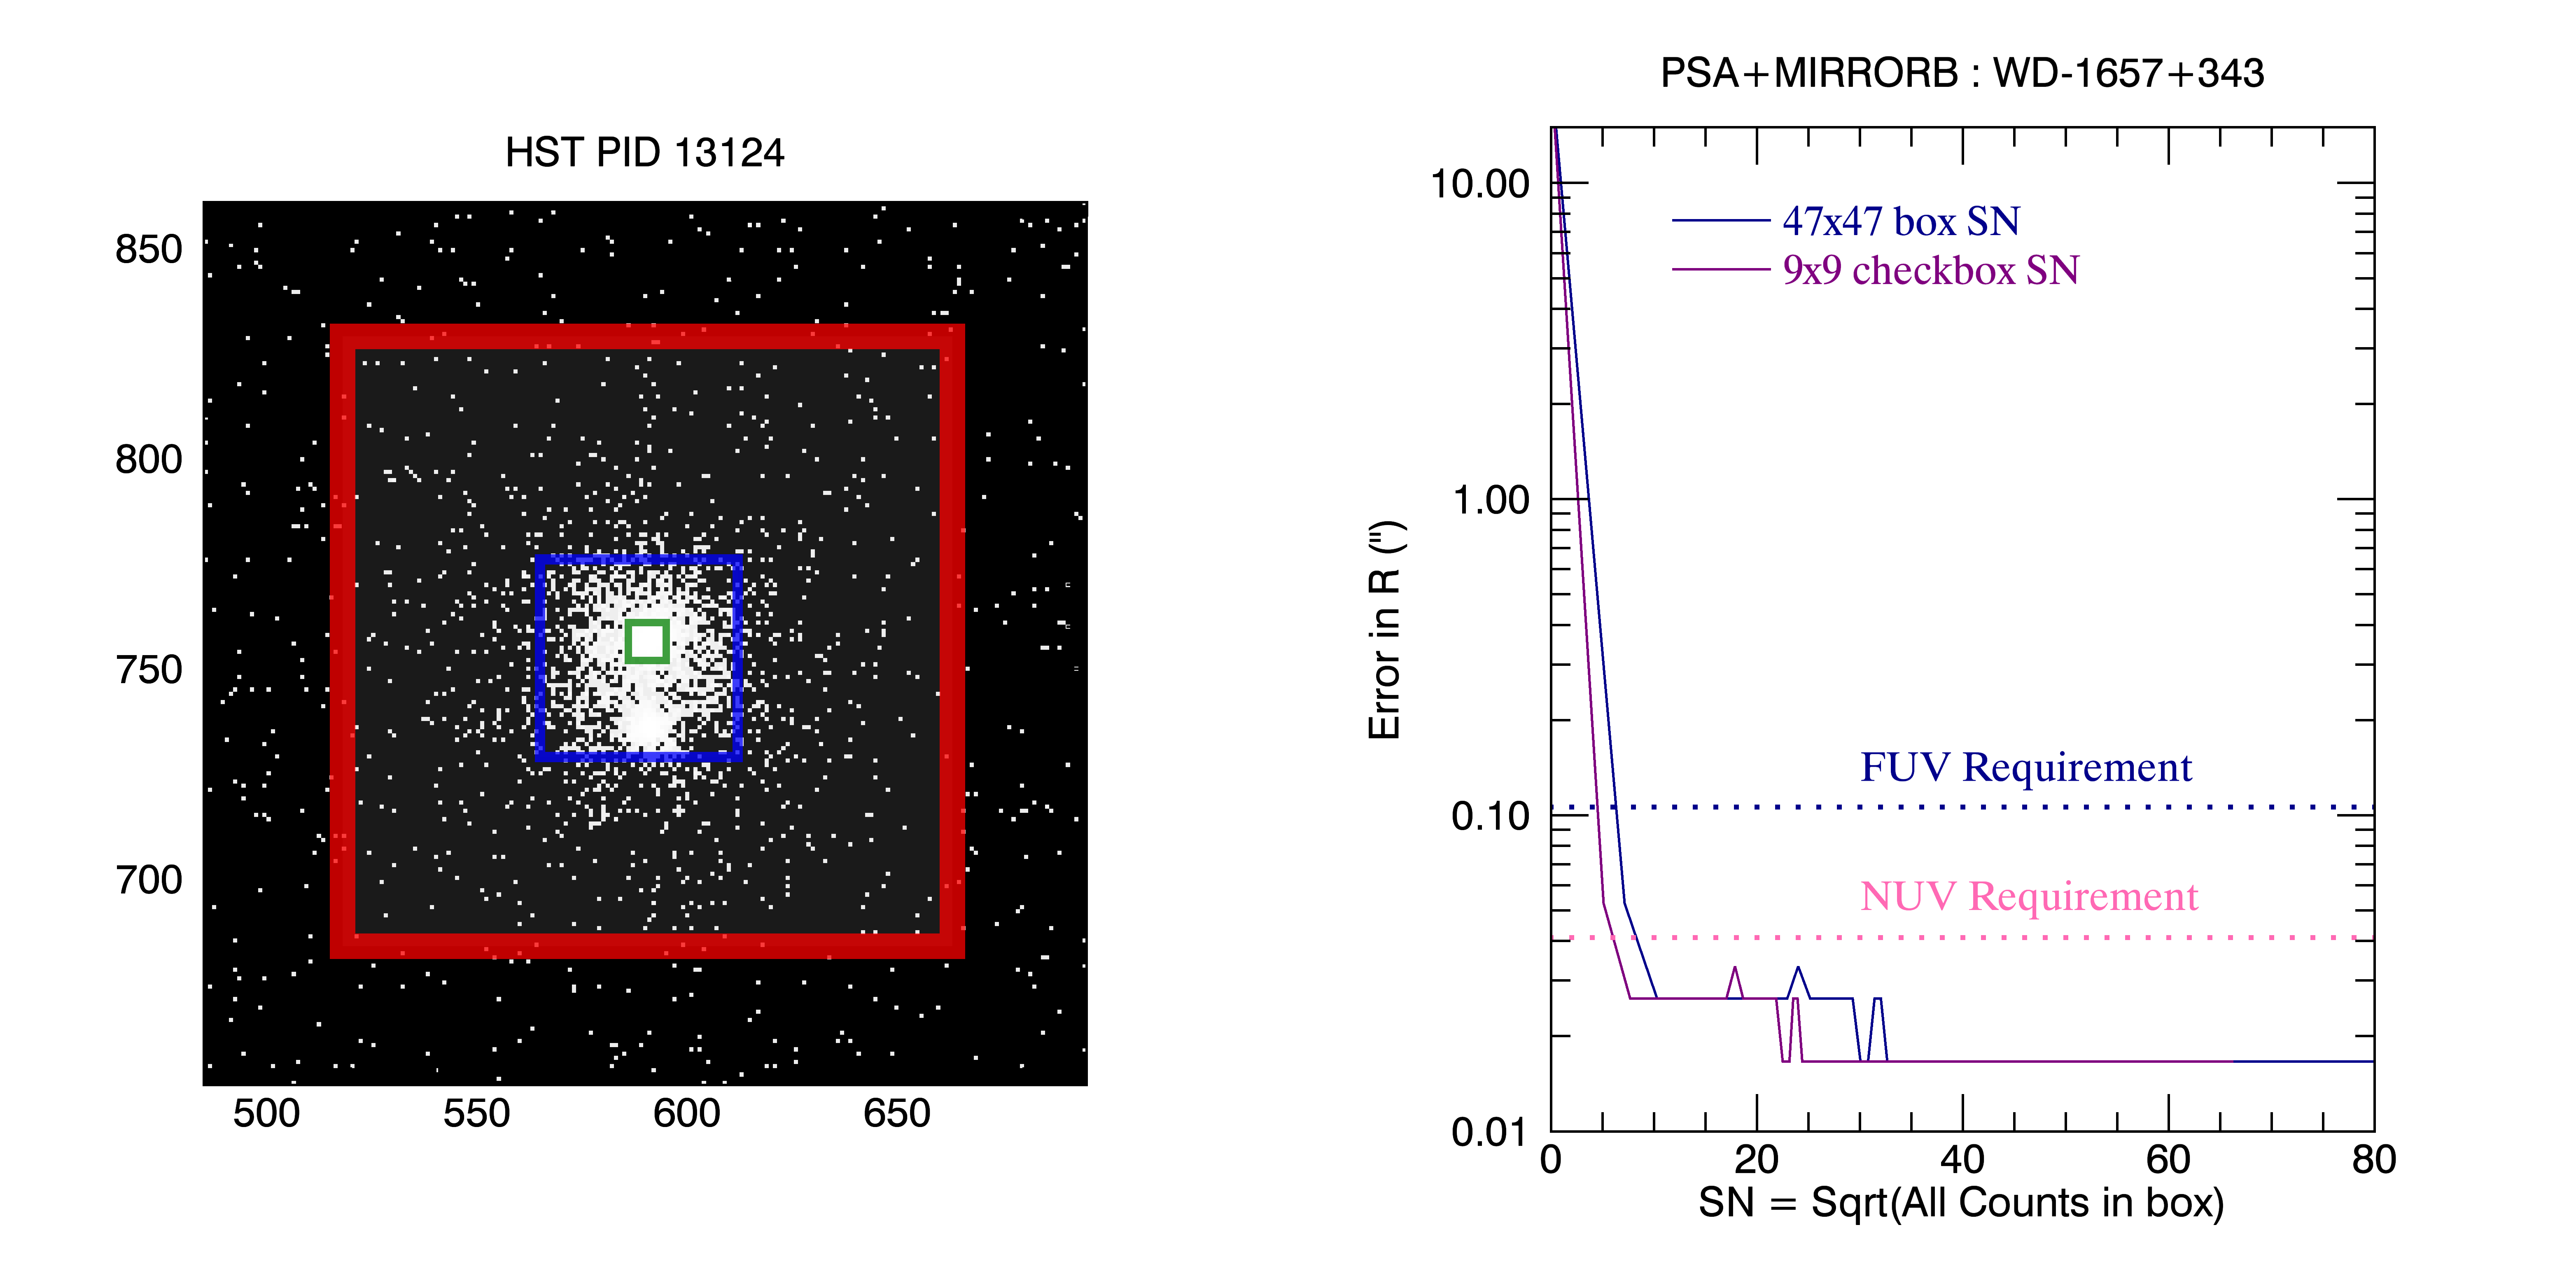 HST PID 13124
850
800
750
700
500 550 600 650
PSA+MIRRORB : WD-1657+343
10.00
1.00
0.10
0.01
Error in R (")
47x47 box SN
9x9 checkbox SN
FUV Requirement
NUV Requirement
0 20 40 60 80
SN = Sqrt(All Counts in box)